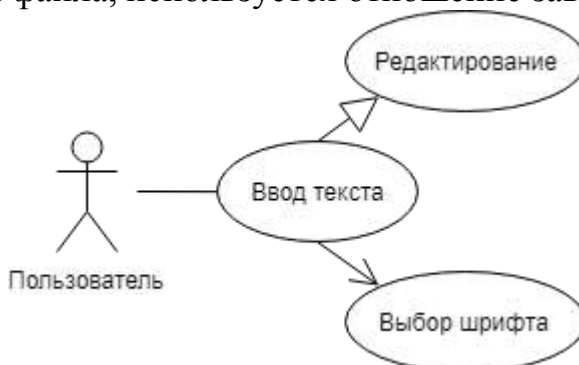 файла, используется отношение
Редактирование
Ввод текста
Пользователь
Выбор шрифта